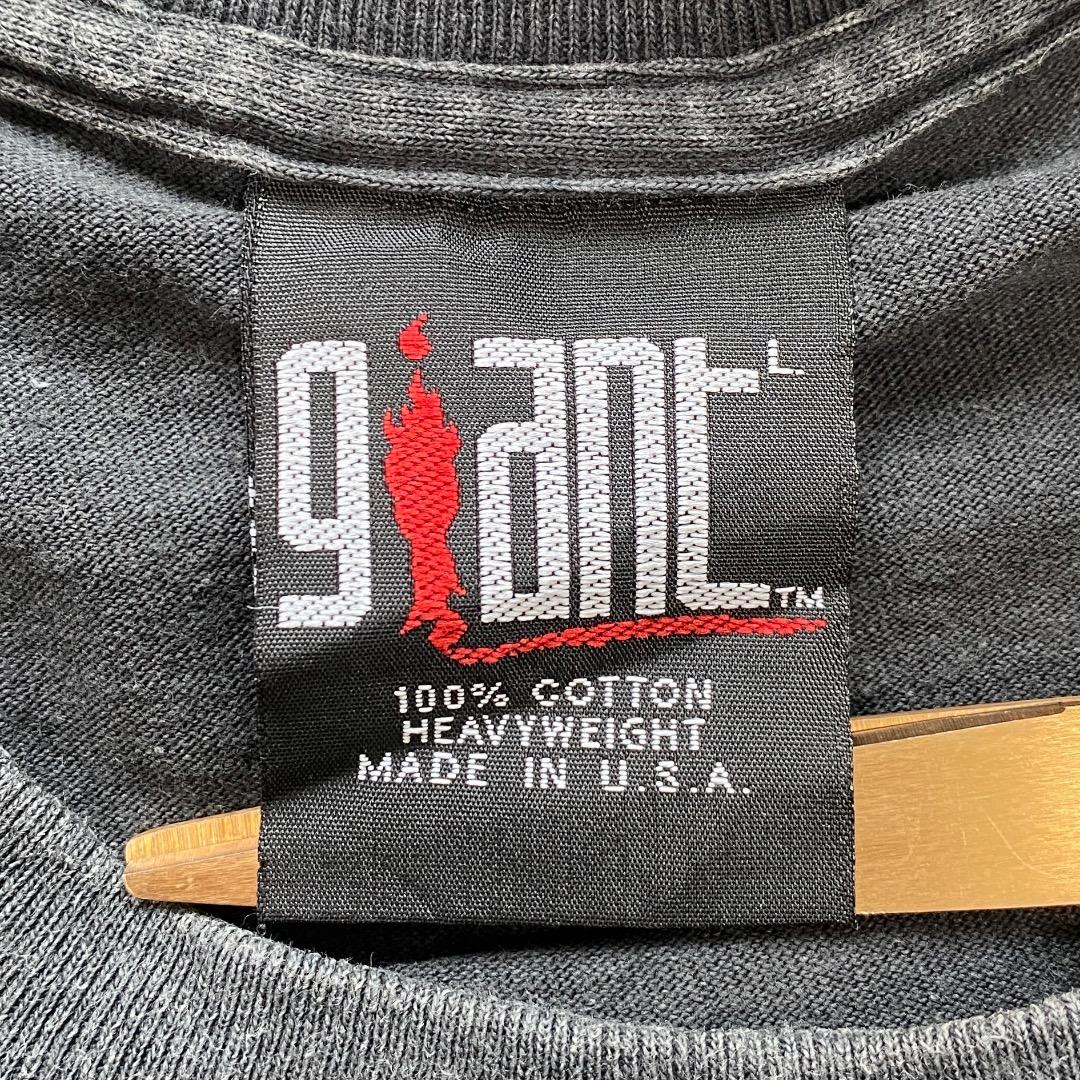 giant L
TM
100% COTTON
HEAVYWEIGHT
MADE IN U.S.A.